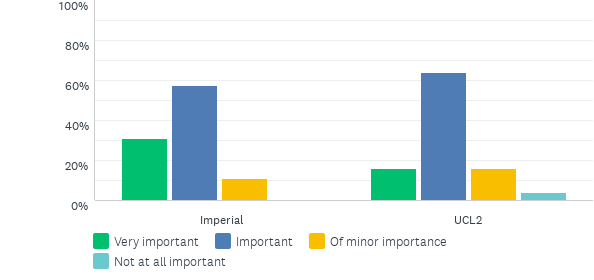 100%
80%
60%
40%
20%
0%
Imperial UCL2
Very important Important Of minor importance
Not at all important